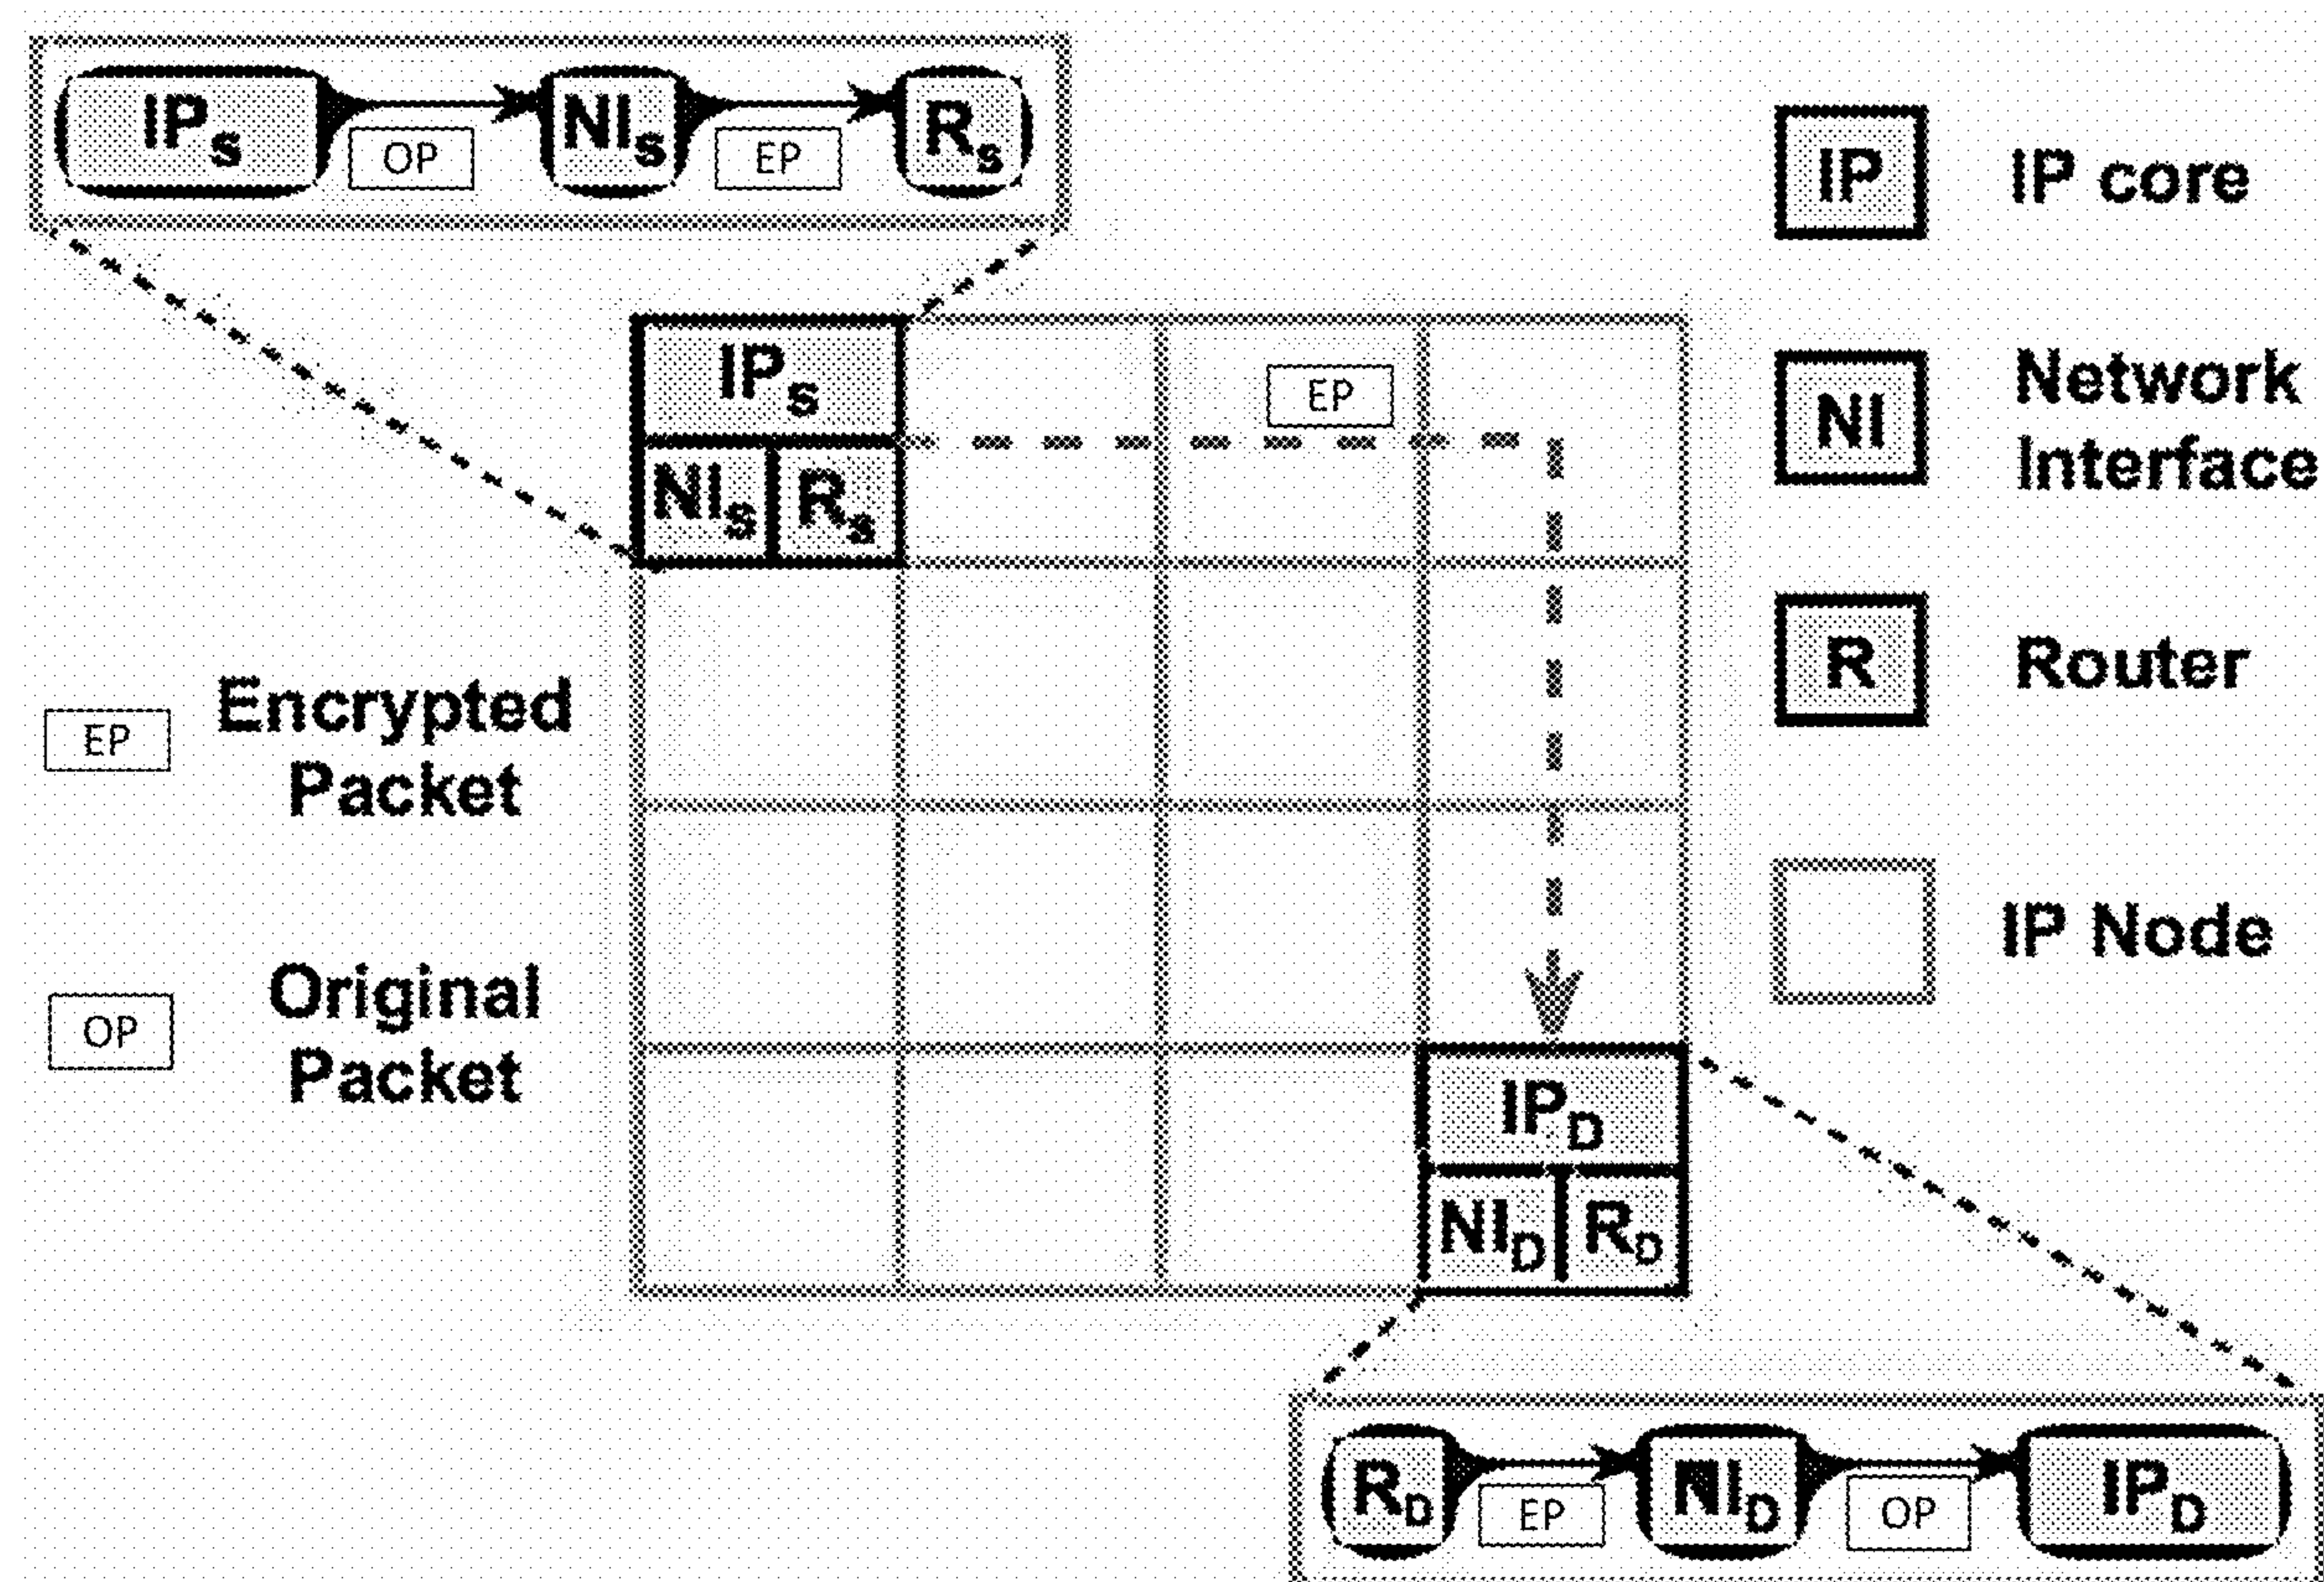 IPS OP NIS EP RS
IP IP core
IPS EP
NI Network
Interface
NIS RS
R Router
EP Encrypted
Packet
IP Node
OP Original
Packet
IPD
NID RD
RD EP NID OP IPD